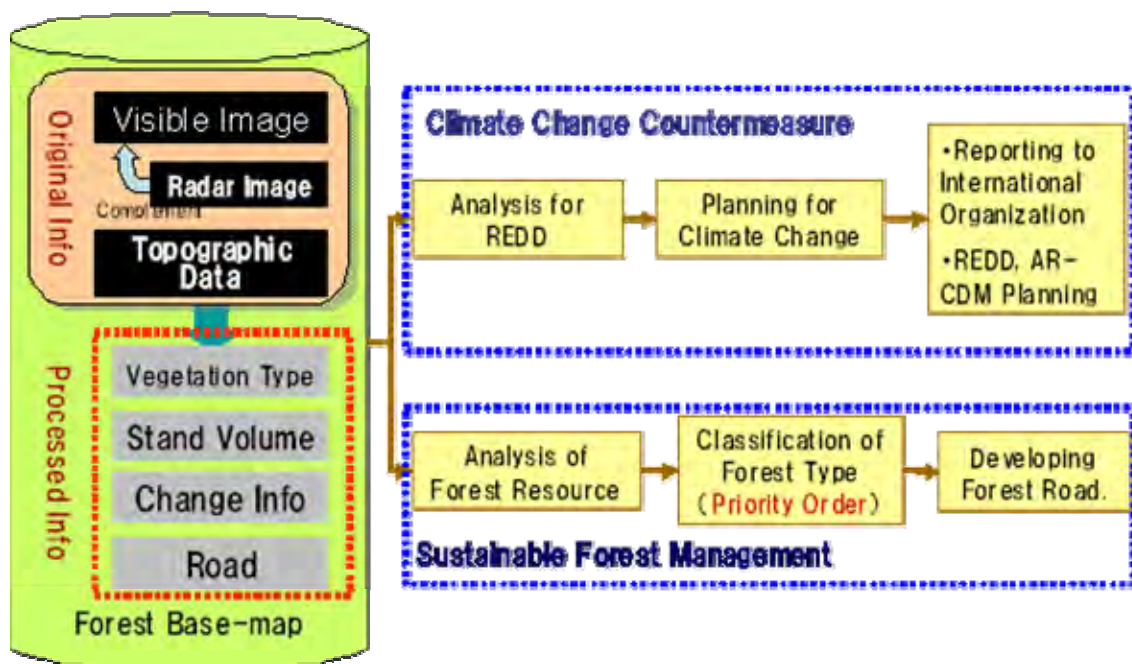 Original Info
Visible Image
Radar Image
Complement
Topographic
Data
Processed Info
Vegetation Type
Stand Volume
Change Info
Road
Forest Base-map
Climate Change Countermeasure
Analysis for
REDD
Planning for
Climate Change
•Reporting to
International
Organization
•REDD, AR-
CDM Planning
Analysis of
Forest Resource
Classification of
Forest Type
(Priority Order)
Developing
Forest Road.
Sustainable Forest Management